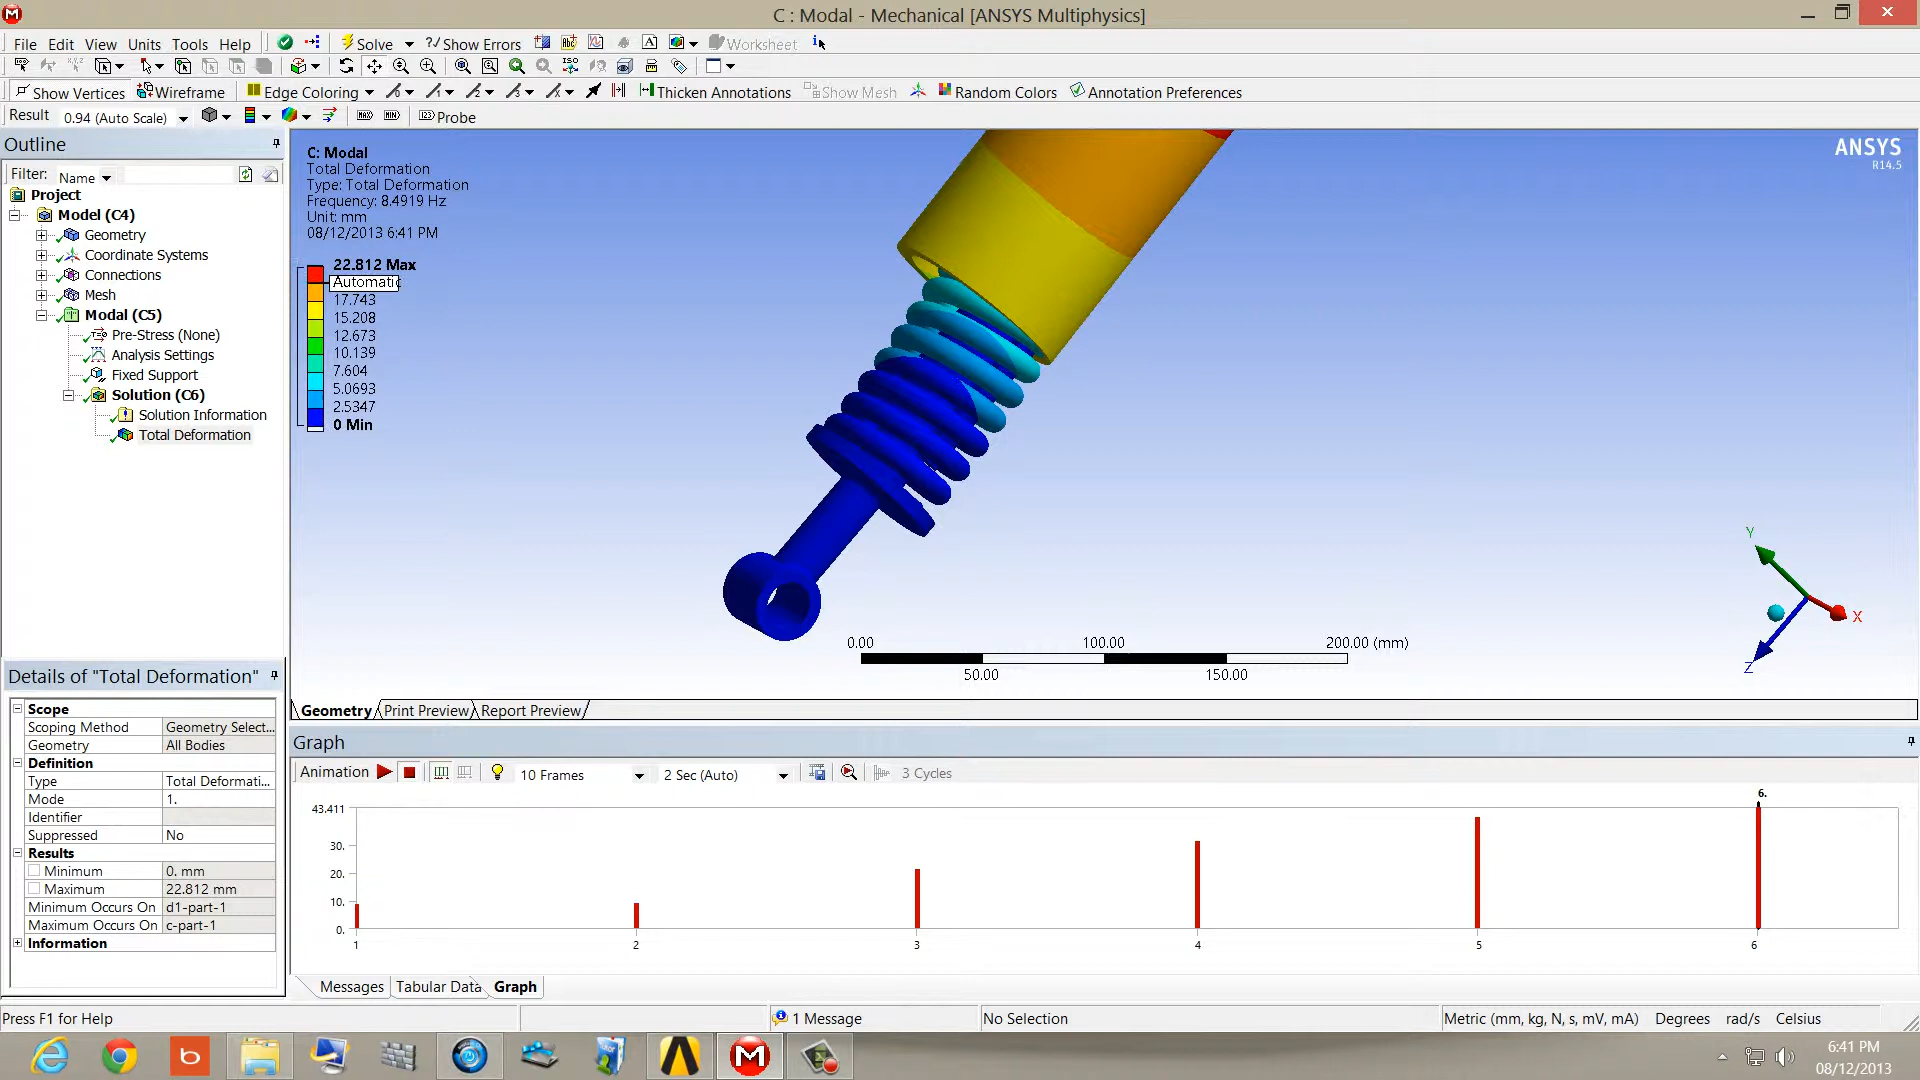 C : Modal - Mechanical [ANSYS Multiphysics]
File Edit View Units Tools Help Solve ?/ Show Errors Worksheet
Show Vertices Wireframe Edge Coloring Thicken Annotations Show Mesh Random Colors Annotation Preferences
Result 0.94 (Auto Scale) Probe
Outline
Filter: Name
Project
Model (C4)
Geometry
Coordinate Systems
Connections
Mesh
Modal (C5)
Pre-Stress (None)
Analysis Settings
Fixed Support
Solution (C6)
Solution Information
Total Deformation
C: Modal
Total Deformation
Type: Total Deformation
Frequency: 8.4919 Hz
Unit: mm
08/12/2013 6:41 PM
22.812 Max
Automatic
17.743
15.208
12.673
10.139
7.604
5.0693
2.5347
0 Min
ANSYS
R14.5
Y
X
Z
0.00 100.00 200.00 (mm)
50.00 150.00
Geometry Print Preview Report Preview
Details of "Total Deformation"
Scope
Scoping Method Geometry Select...
Geometry All Bodies
Definition
Type Total Deformati...
Mode 1.
Identifier
Suppressed No
Results
Minimum 0. mm
Maximum 22.812 mm
Minimum Occurs On d1-part-1
Maximum Occurs On c-part-1
Information
Graph
Animation 10 Frames 2 Sec (Auto) 3 Cycles
6.
43.411
30.
20.
10.
0.
1 2 3 4 5 6
Messages Tabular Data Graph
Press F1 for Help 1 Message No Selection Metric (mm, kg, N, s, mV, mA) Degrees rad/s Celsius
6:41 PM
08/12/2013